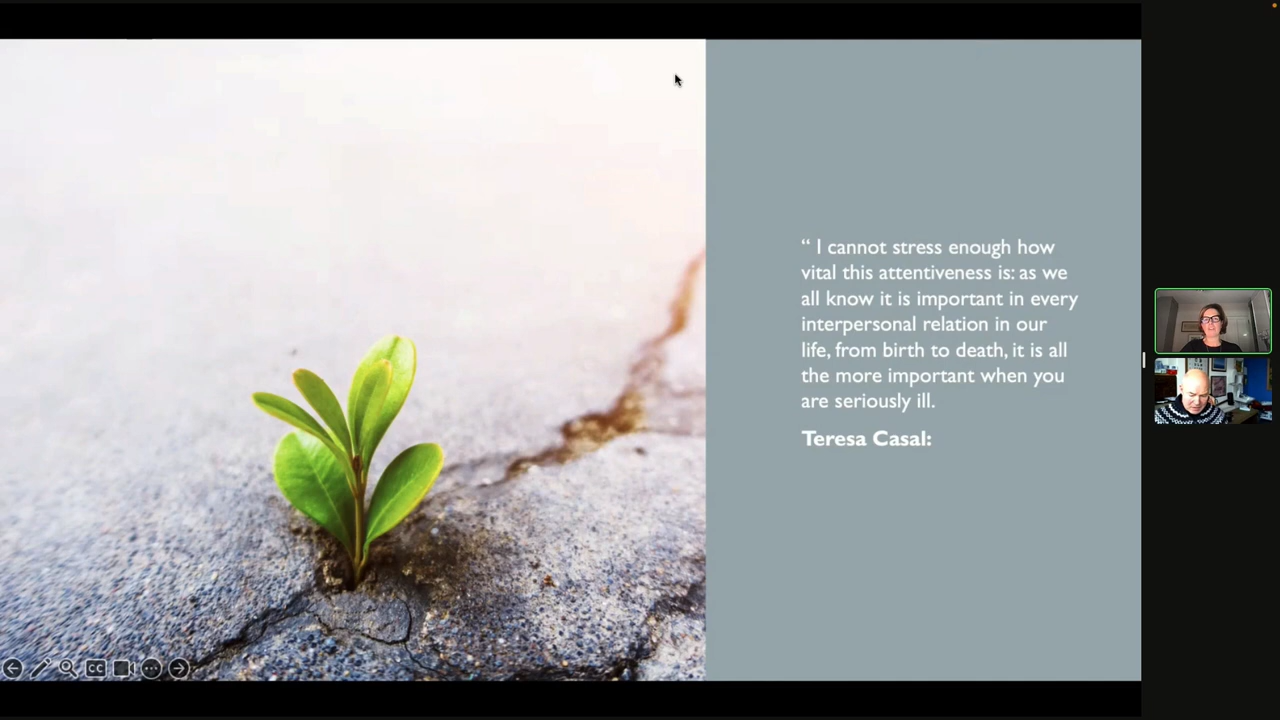 “ I cannot stress enough how
vital this attentiveness is: as we
all know it is important in every
interpersonal relation in our
life, from birth to death, it is all
the more important when you
are seriously ill.
Teresa Casal:
CC